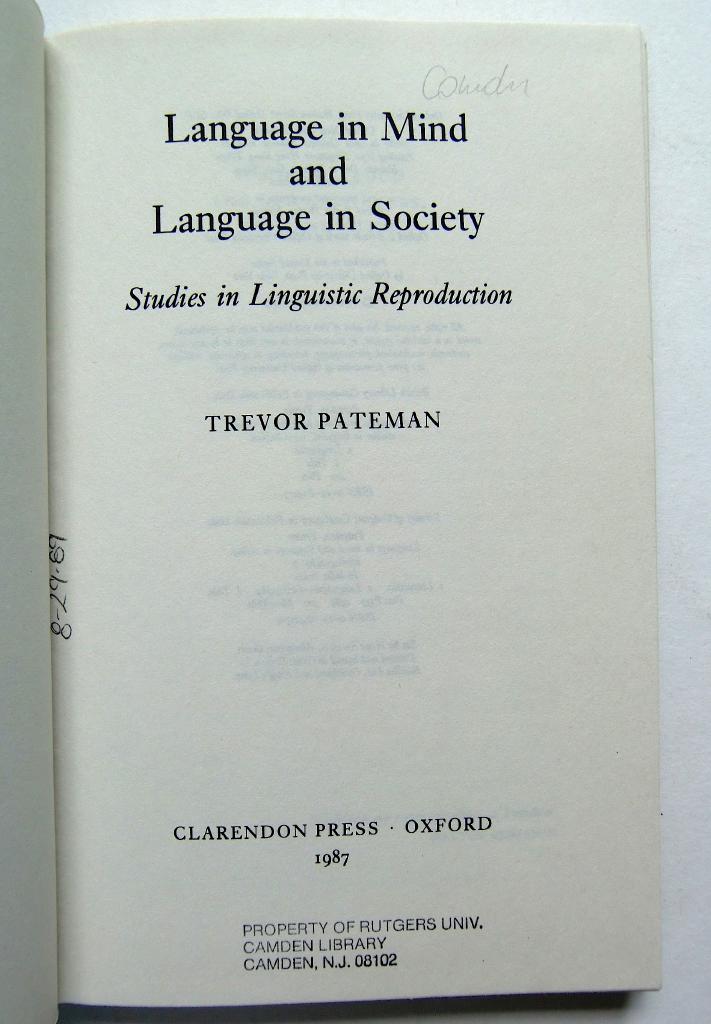 Camden
Language in Mind
and
Language in Society
Studies in Linguistic Reproduction
TREVOR PATEMAN
8-29-89
CLARENDON PRESS · OXFORD
1987
PROPERTY OF RUTGERS UNIV.
CAMDEN LIBRARY
CAMDEN, N.J. 08102